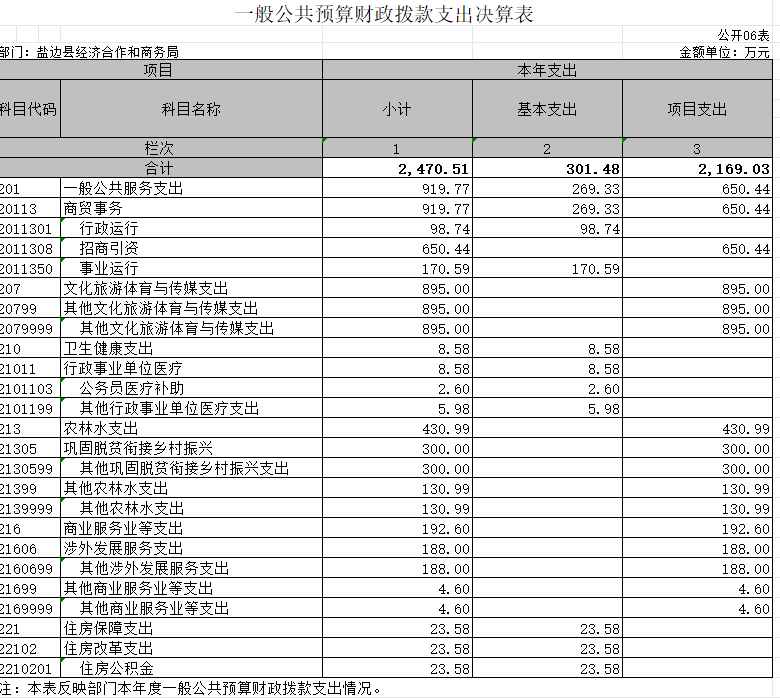 一般公共预算财政拨款支出决算表
公开06表
部门：盐边县经济合作和商务局 金额单位：万元
项目 本年支出
科目代码 科目名称 小计 基本支出 项目支出
栏次 1 2 3
合计 2,470.51 301.48 2,169.03
201 一般公共服务支出 919.77 269.33 650.44
20113 商贸事务 919.77 269.33 650.44
2011301 行政运行 98.74 98.74
2011308 招商引资 650.44 650.44
2011350 事业运行 170.59 170.59
207 文化旅游体育与传媒支出 895.00 895.00
20799 其他文化旅游体育与传媒支出 895.00 895.00
2079999 其他文化旅游体育与传媒支出 895.00 895.00
210 卫生健康支出 8.58 8.58
21011 行政事业单位医疗 8.58 8.58
2101103 公务员医疗补助 2.60 2.60
2101199 其他行政事业单位医疗支出 5.98 5.98
213 农林水支出 430.99 430.99
21305 巩固脱贫衔接乡村振兴 300.00 300.00
2130599 其他巩固脱贫衔接乡村振兴支出 300.00 300.00
21399 其他农林水支出 130.99 130.99
2139999 其他农林水支出 130.99 130.99
216 商业服务业等支出 192.60 192.60
21606 涉外发展服务支出 188.00 188.00
2160699 其他涉外发展服务支出 188.00 188.00
21699 其他商业服务业等支出 4.60 4.60
2169999 其他商业服务业等支出 4.60 4.60
221 住房保障支出 23.58 23.58
22102 住房改革支出 23.58 23.58
2210201 住房公积金 23.58 23.58
注：本表反映部门本年度一般公共预算财政拨款支出情况。